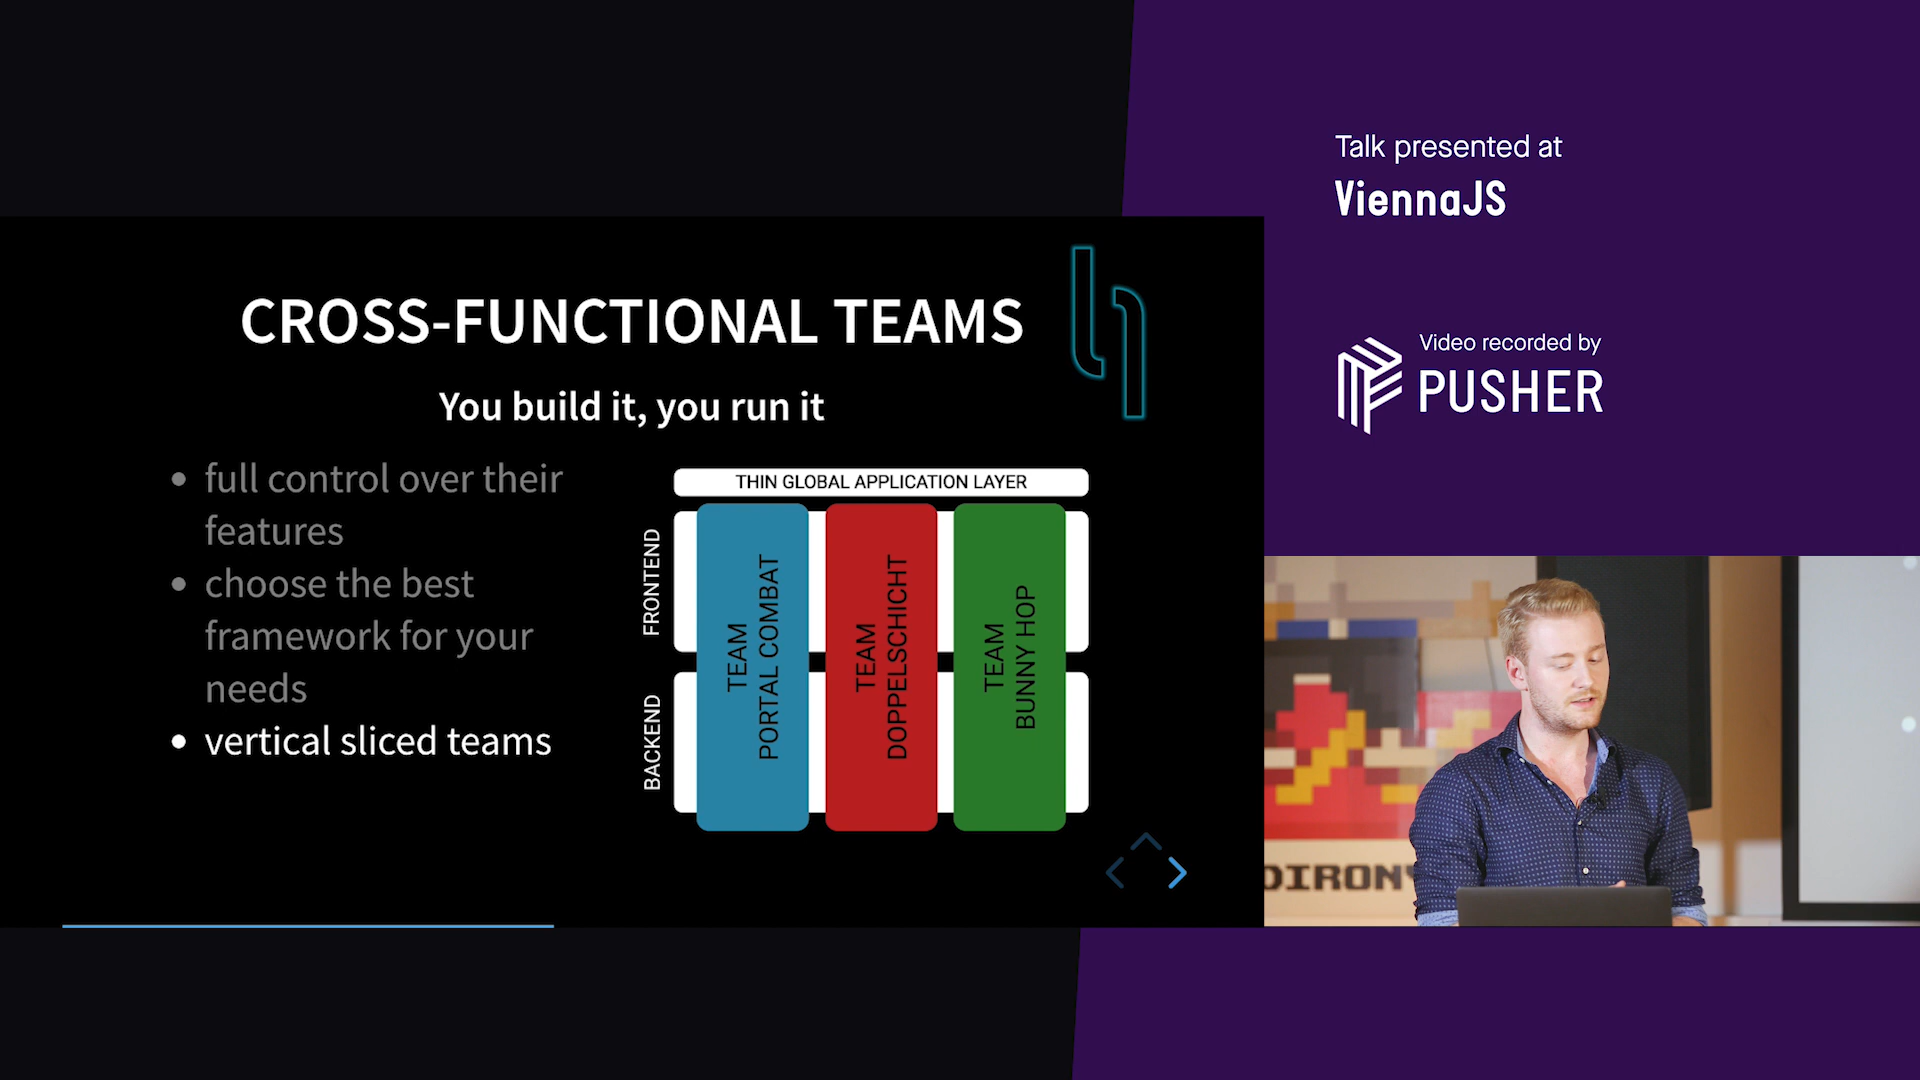 Talk presented at
ViennaJS
Video recorded by
PUSHER
CROSS-FUNCTIONAL TEAMS
You build it, you run it
• full control over their
features
• choose the best
framework for your
needs
• vertical sliced teams
THIN GLOBAL APPLICATION LAYER
FRONTEND
BACKEND
TEAM
PORTAL COMBAT
TEAM
DOPPELSCHICHT
TEAM
BUNNY HOP